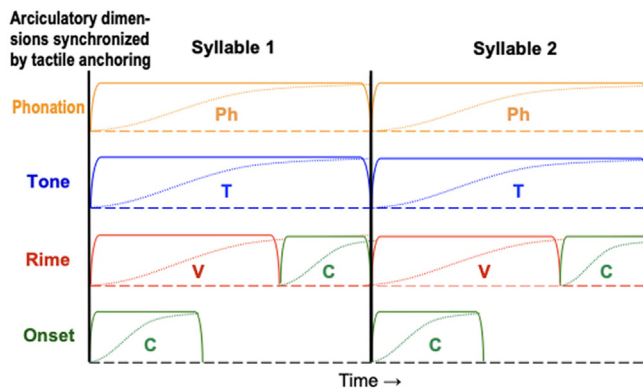 Arciculatory dimen-
sions synchronized
by tactile anchoring
Syllable 1
Syllable 2
Phonation
Ph
Ph
Tone
T
T
Rime
V
C
V
C
Onset
C
C
Time →